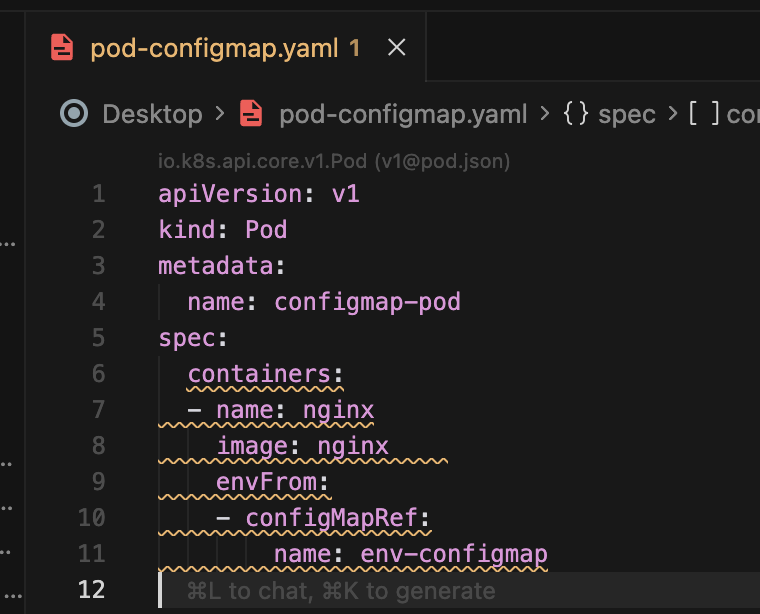 pod-configmap.yaml 1
Desktop > pod-configmap.yaml > {} spec > [ ]
io.k8s.api.core.v1.Pod (v1@pod.json)
1 apiVersion: v1
2 kind: Pod
3 metadata:
4   name: configmap-pod
5 spec:
6   containers:
7   - name: nginx
8     image: nginx
9     envFrom:
10     - configMapRef:
11         name: env-configmap
12 ⌘L to chat, ⌘K to generate